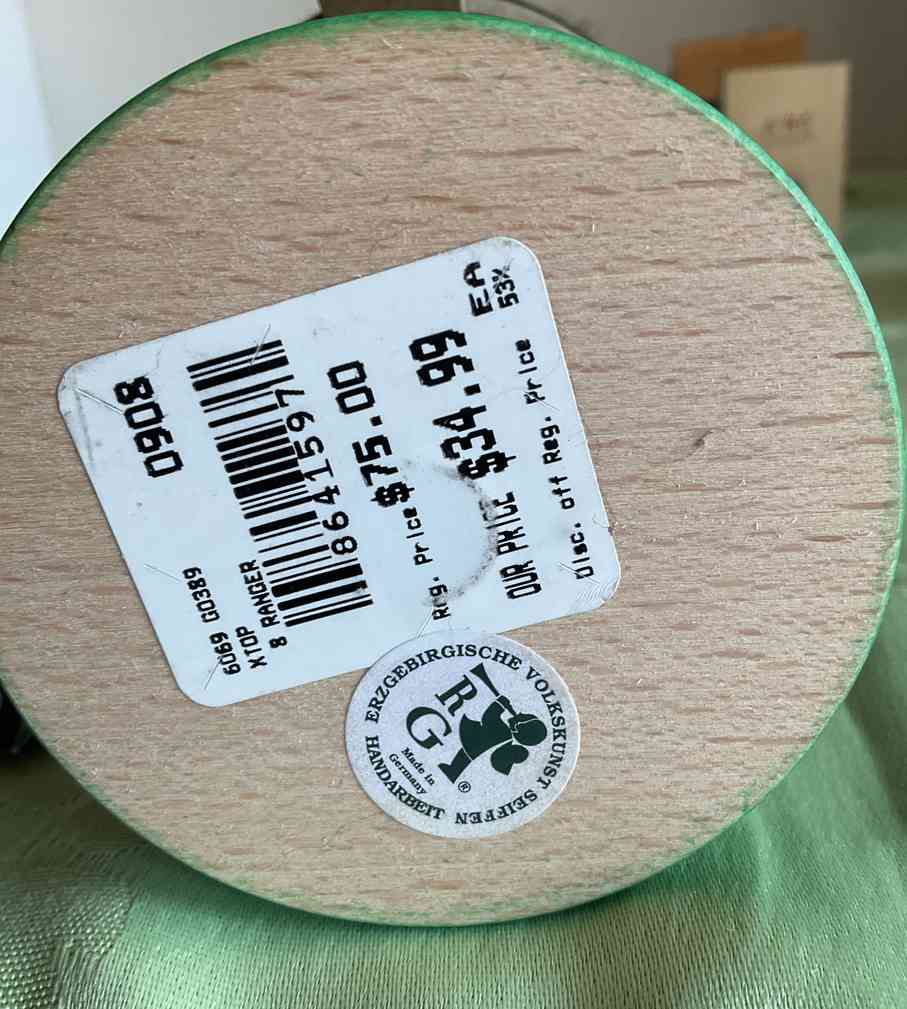 0908
6069 G0389
XTOP
8 RANGER
86441597
Reg. Price $75.00
OUR PRICE $34.99 EA
Disc. off Reg. Price 53%
ERZGEBIRGISCHE VOLKSKUNST SEIFFEN
HANDARBEIT
RG
Made in
Germany
®